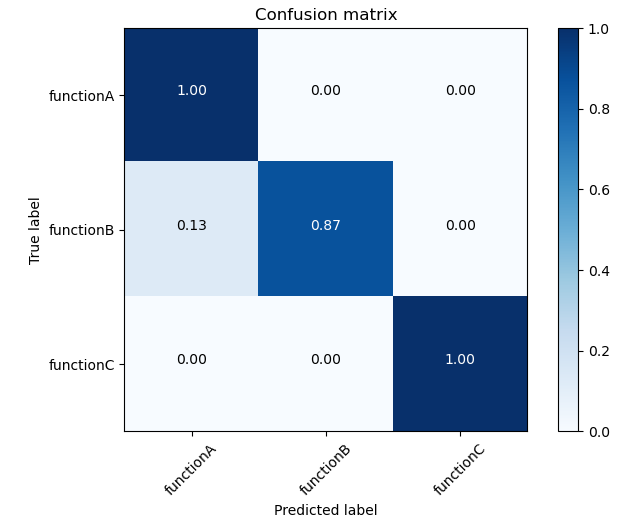 Confusion matrix
1.0
functionA
1.00 0.00 0.00
0.8
0.6
True label
functionB
0.13 0.87 0.00
0.4
0.2
functionC
0.00 0.00 1.00
0.0
functionA functionB functionC
Predicted label